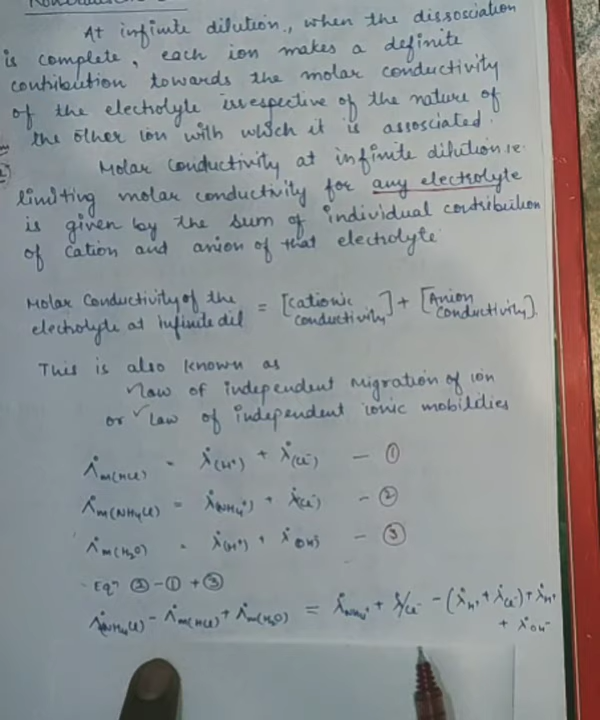 At infinite dilution, when the dissosciation
is complete, each ion makes a definite
contribution towards the molar conductivity
of the electrolyte irrespective of the nature of
the other ion with which it is assosciated.
Molar conductivity at infinite dilution ie.
limiting molar conductivity for any electrolyte
is given by the sum of individual contribution
of cation and anion of that electrolyte
Molar Conductivity of the
electrolyte at infinite dil = [Cationic conductivity] + [Anion conductivity].
This is also known as
√law of independent Migration of ion
or √law of independent ionic mobilities
Λ°m(HCl) = λ°(H⁺) + λ°(Cl⁻) — ①
Λ°m(NH4Cl) = λ°(NH4⁺) + λ°(Cl⁻) — ②
Λ°m(H2O) = λ°(H⁺) + λ°(OH⁻) — ③
Eqn ② - ① + ③
Λ°(NH4Cl) - Λ°m(HCl) + Λ°m(H2O) = λ°NH4⁺ + λ°Cl⁻ - (λ°H⁺ + λ°Cl⁻) + λ°H⁺
+ λ°OH⁻